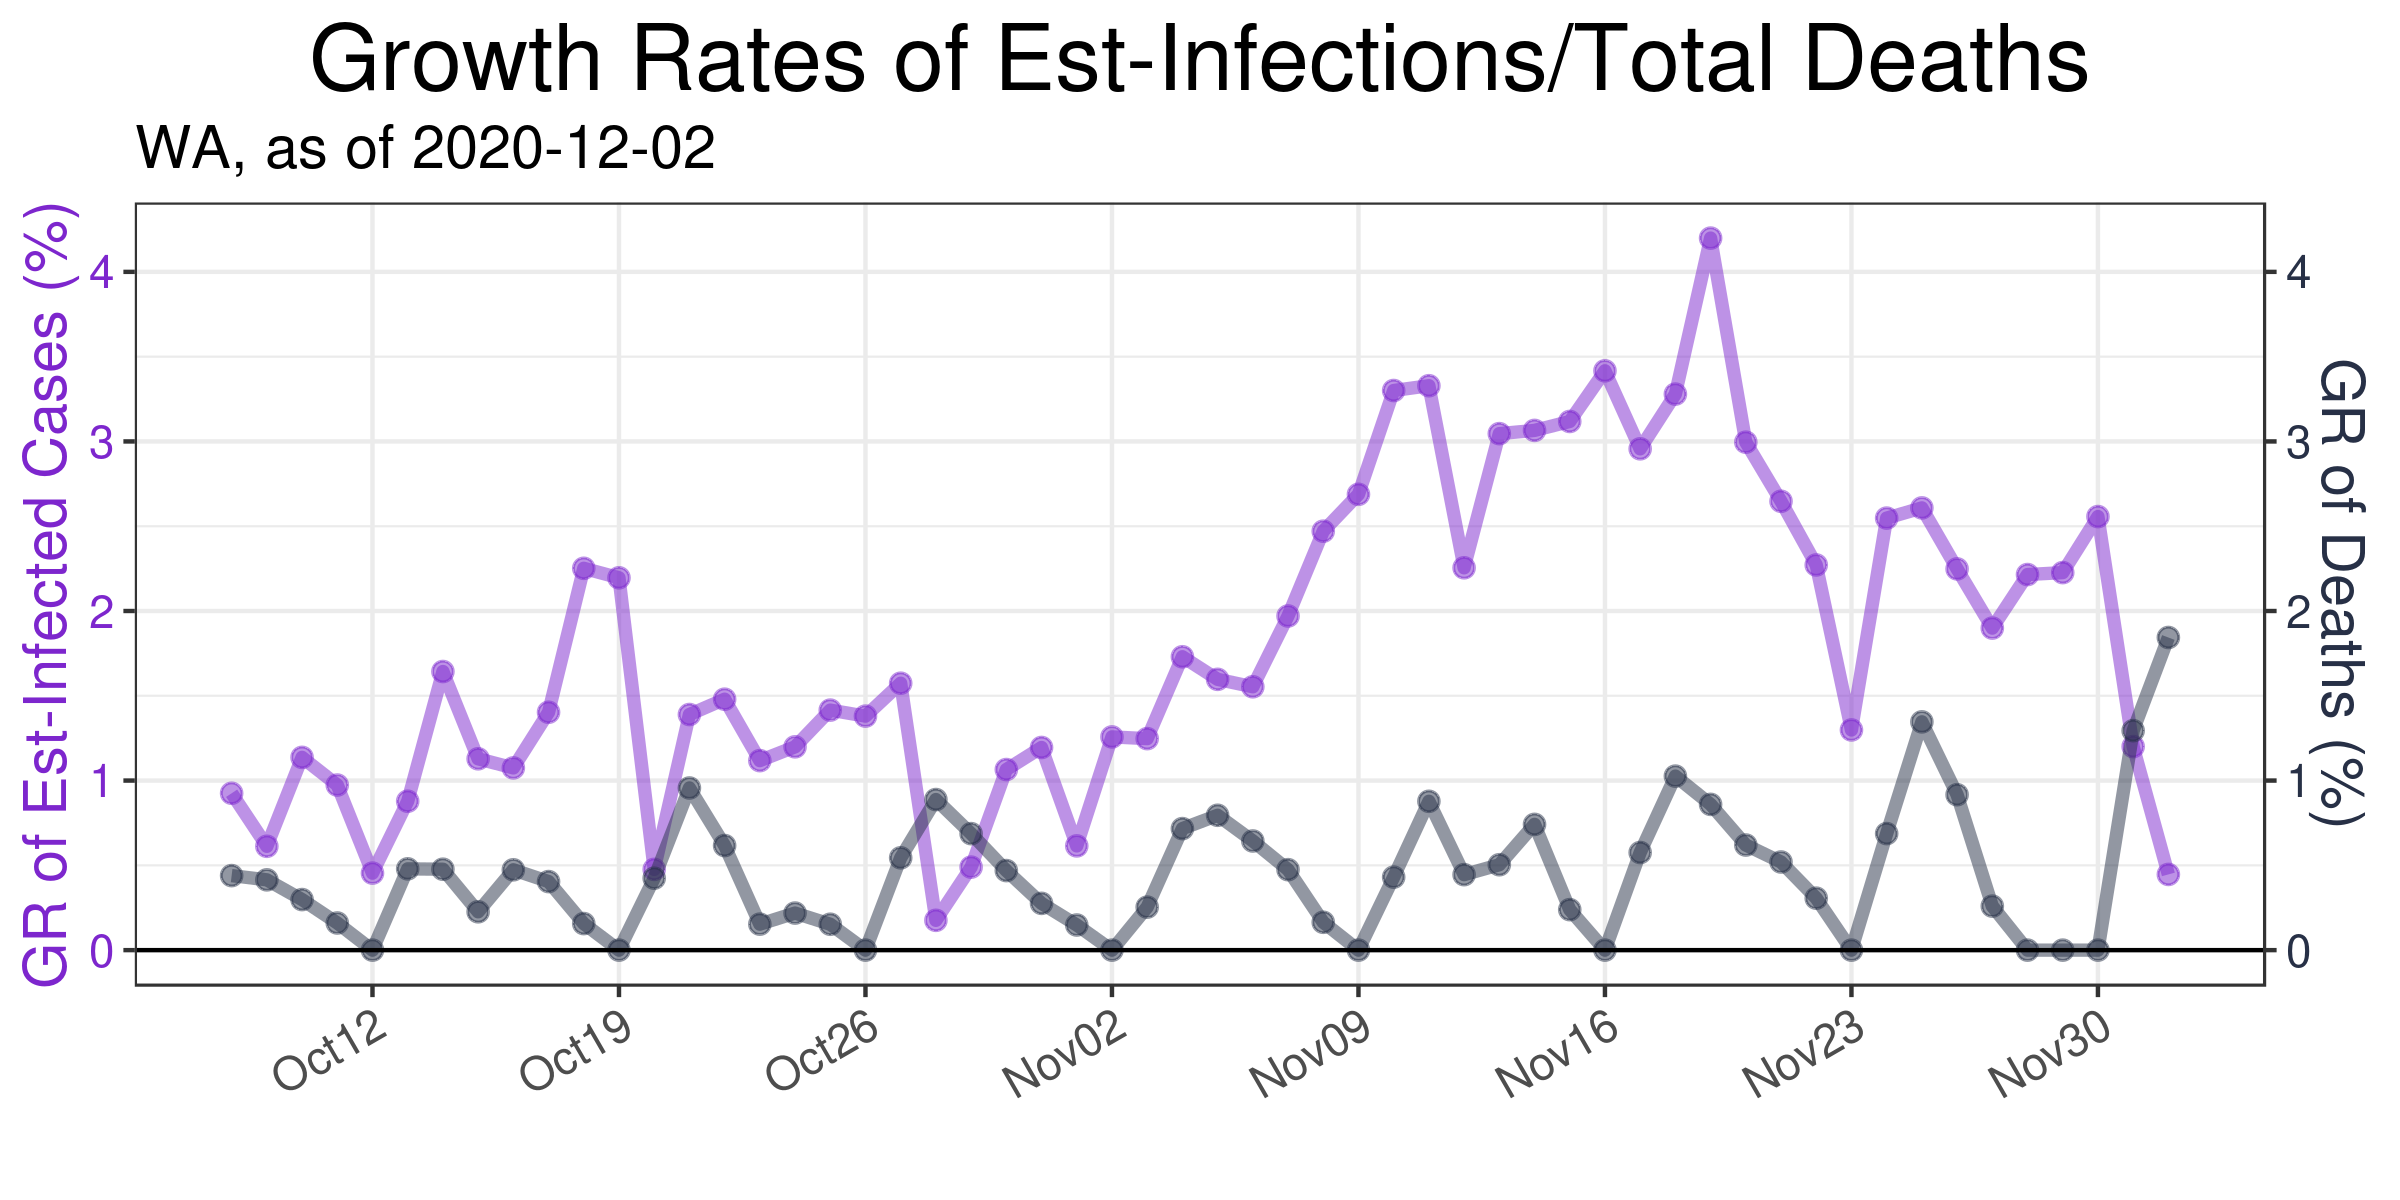 Growth Rates of Est-Infections/Total Deaths
WA, as of 2020-12-02
GR of Est-Infected Cases (%)
4
3
2
1
0
4
3
2
1
0
GR of Deaths (%)
Oct12
Oct19
Oct26
Nov02
Nov09
Nov16
Nov23
Nov30